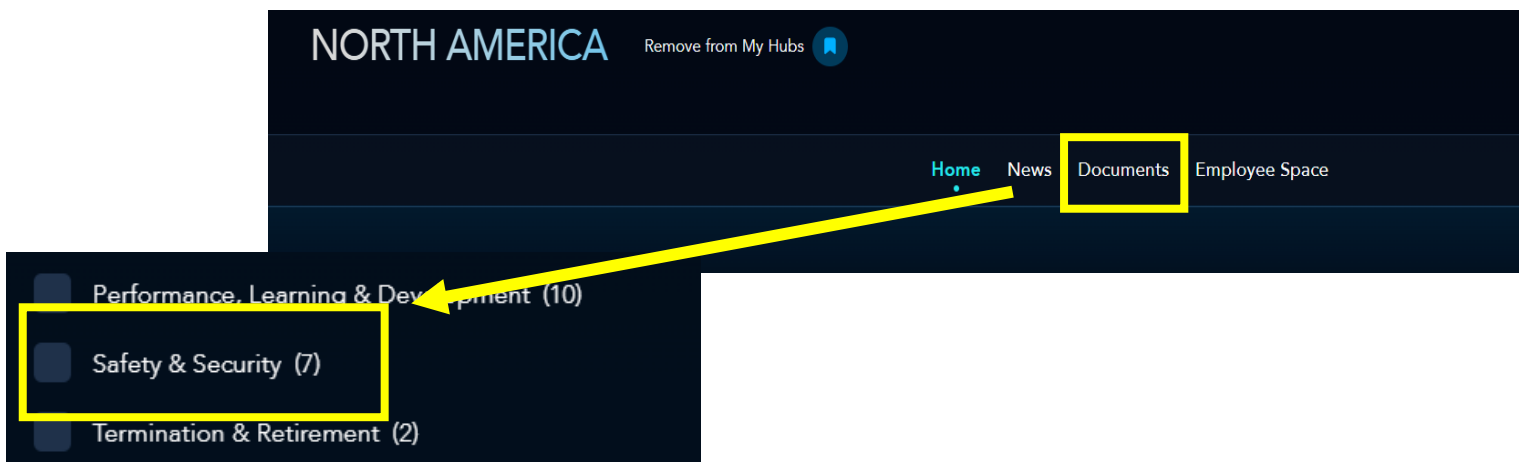 NORTH AMERICA Remove from My Hubs
Home News Documents Employee Space
Performance, Learning & Development (10)
Safety & Security (7)
Termination & Retirement (2)